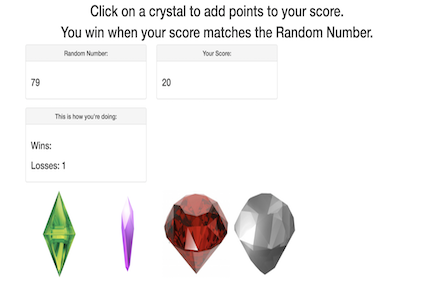 Click on a crystal to add points to your score.
You win when your score matches the Random Number.
Random Number:
79
Your Score:
20
This is how you're doing:
Wins:
Losses: 1